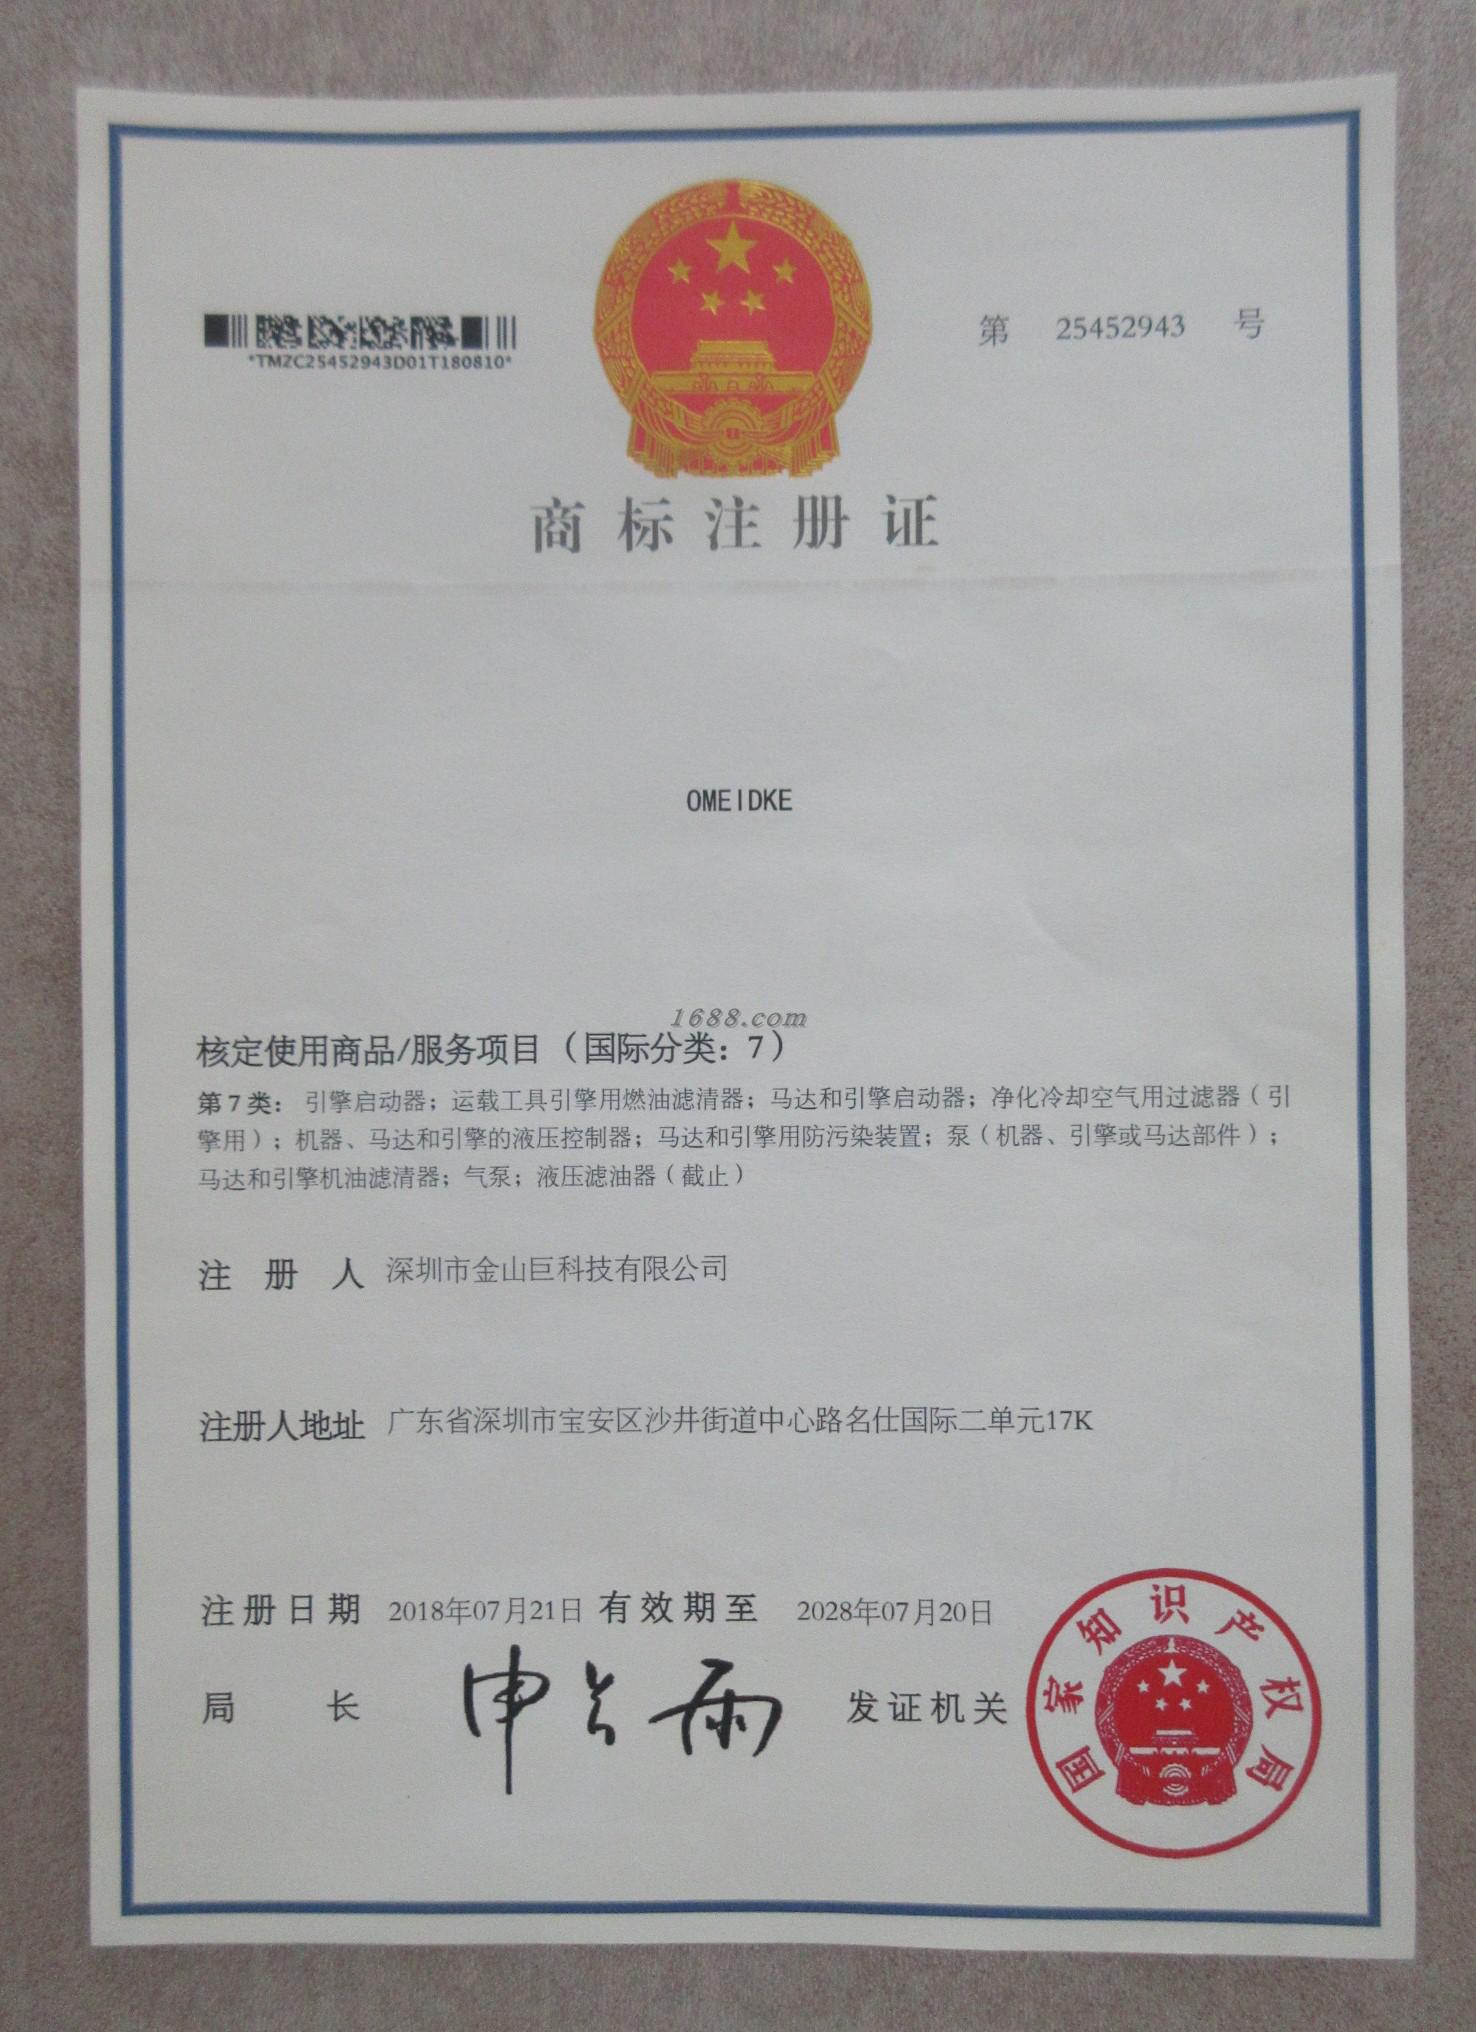 *TMZC25452943D01T180810*
第 25452943 号
商标注册证
OMEIDKE
1688.com
核定使用商品/服务项目（国际分类：7）
第7类：引擎启动器；运载工具引擎用燃油滤清器；马达和引擎启动器；净化冷却空气用过滤器（引
擎用）；机器、马达和引擎的液压控制器；马达和引擎用防污染装置；泵（机器、引擎或马达部件）；
马达和引擎机油滤清器；气泵；液压滤油器（截止）
注册人 深圳市金山巨科技有限公司
注册人地址 广东省深圳市宝安区沙井街道中心路名仕国际二单元17K
注册日期 2018年07月21日 有效期至 2028年07月20日
局长 申长雨 发证机关
国家知识产权局